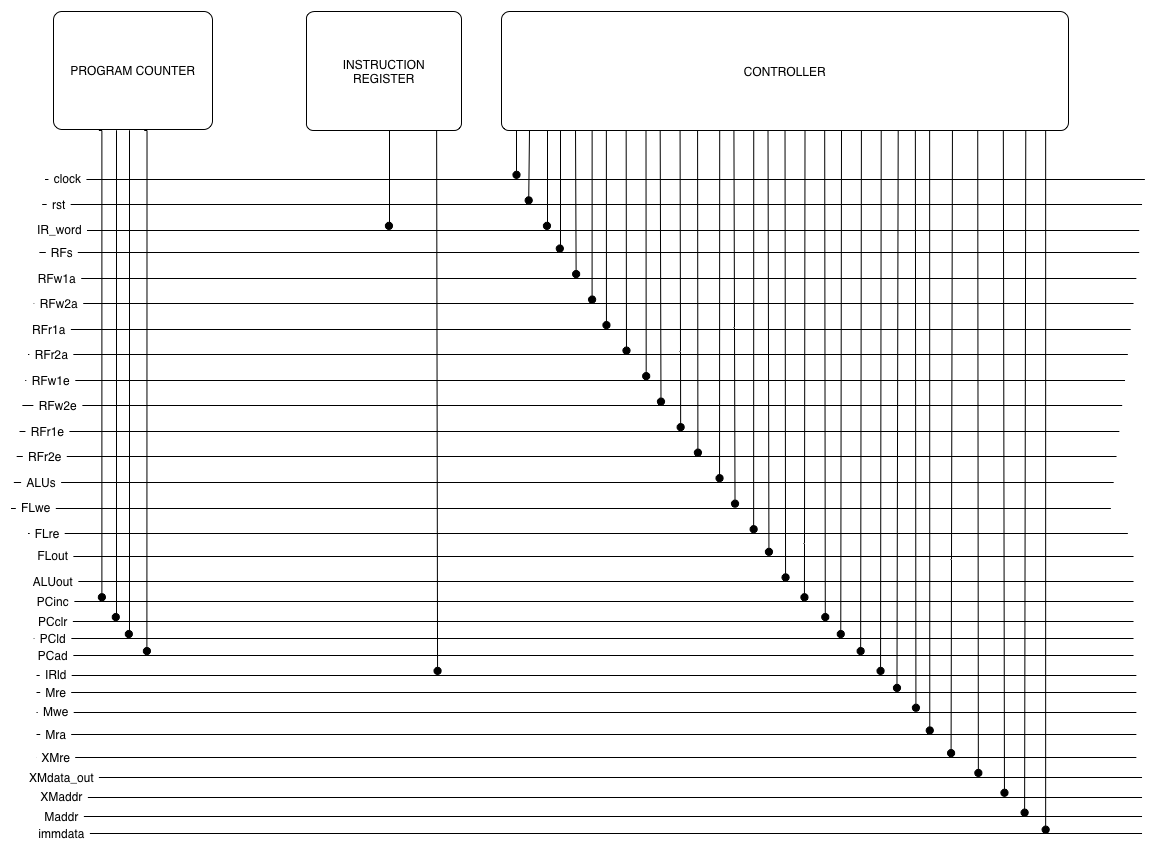 PROGRAM COUNTER
INSTRUCTION
REGISTER
CONTROLLER
clock
rst
IR_word
RFs
RFw1a
RFw2a
RFr1a
RFr2a
RFw1e
RFw2e
RFr1e
RFr2e
ALUs
FLwe
FLre
FLout
ALUout
PCinc
PCclr
PCld
PCad
IRld
Mre
Mwe
Mra
XMre
XMdata_out
XMaddr
Maddr
immdata